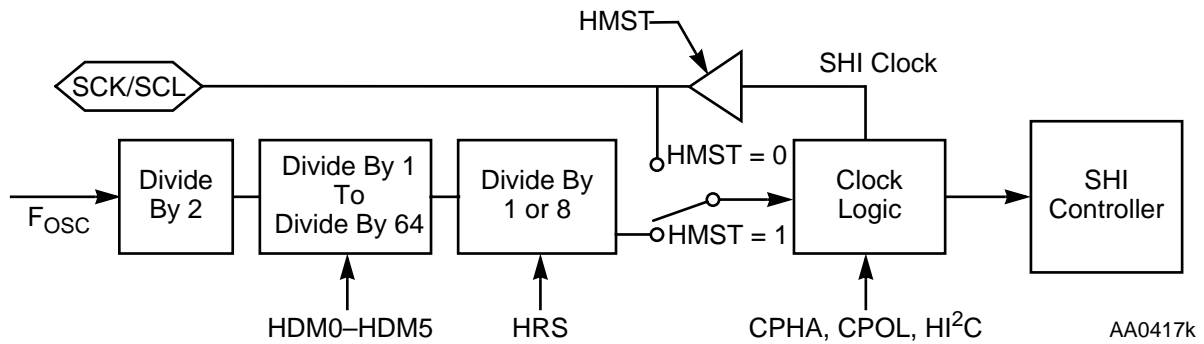 HMST
SCK/SCL
SHI Clock
HMST = 0
Divide
By 2
Divide By 1
To
Divide By 64
Divide By
1 or 8
Clock
Logic
SHI
Controller
F_OSC
HMST = 1
HDM0–HDM5
HRS
CPHA, CPOL, HI²C
AA0417k